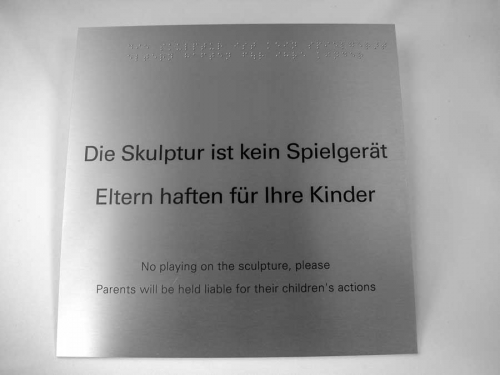 Die Skulptur ist kein Spielgerät
Eltern haften für Ihre Kinder
No playing on the sculpture, please
Parents will be held liable for their children's actions